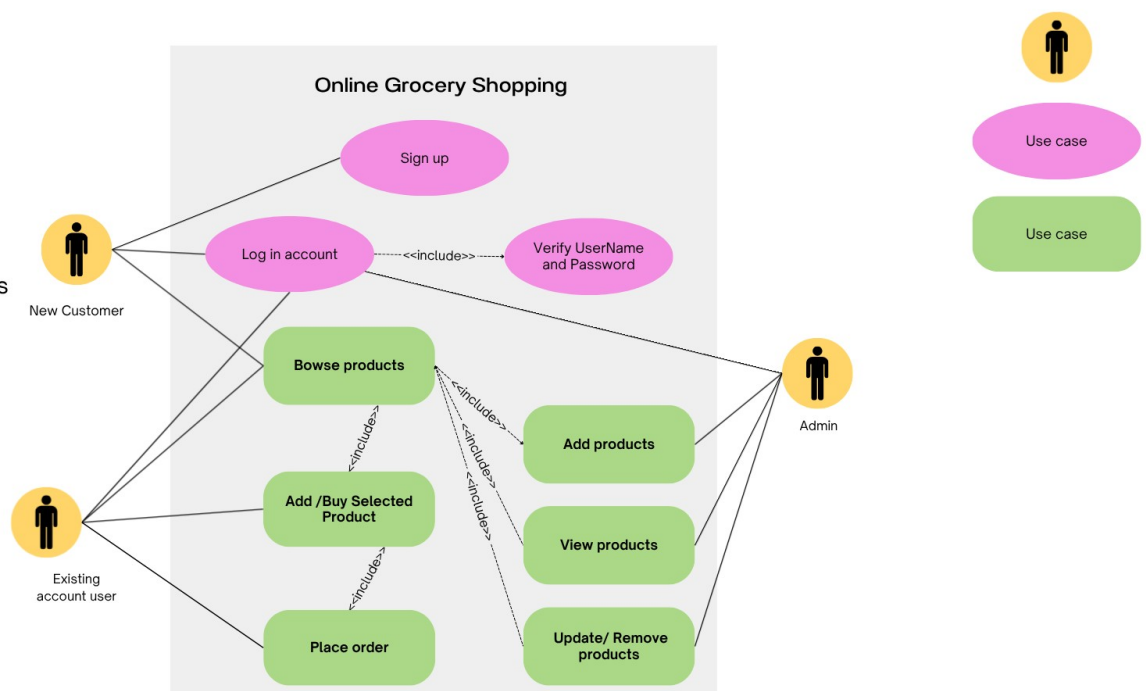 Online Grocery Shopping
Sign up
Use case
Log in account
<<include>>
Verify UserName
and Password
Use case
s
New Customer
Bowse products
<<include>>
<<include>>
<<include>>
<<include>>
Add products
Admin
Add /Buy Selected
Product
View products
<<include>>
Existing
account user
Place order
Update/ Remove
products